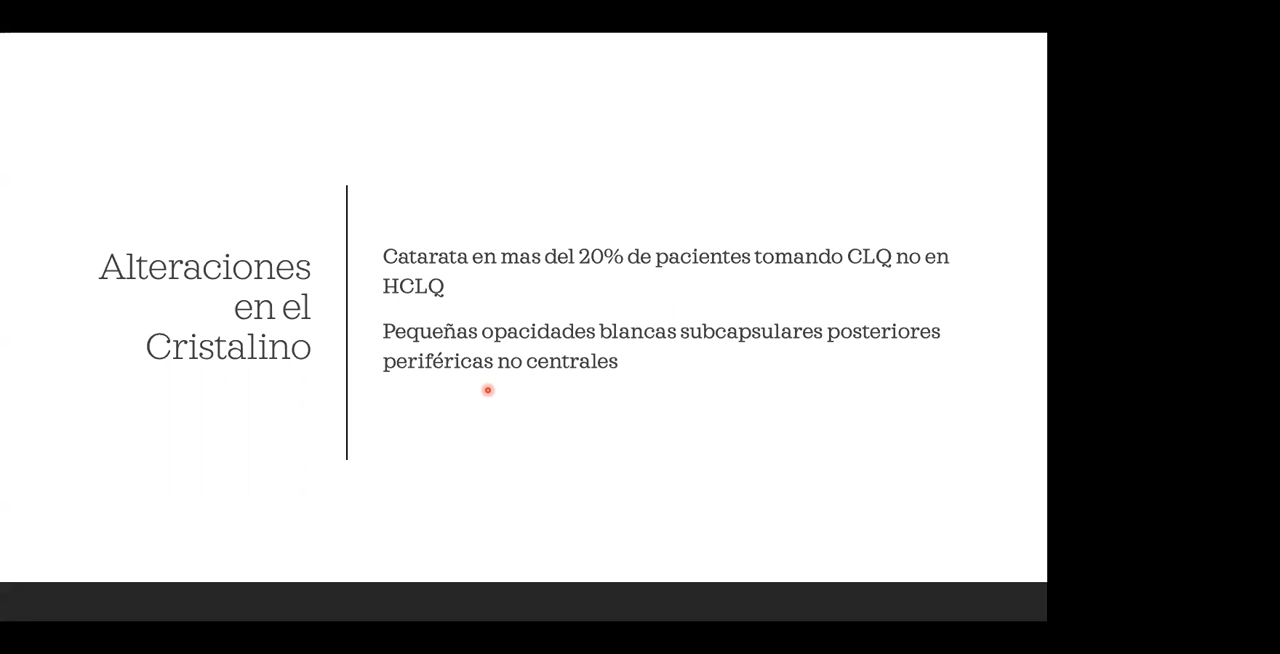 Alteraciones
en el
Cristalino
Catarata en mas del 20% de pacientes tomando CLQ no en
HCLQ
Pequeñas opacidades blancas subcapsulares posteriores
periféricas no centrales